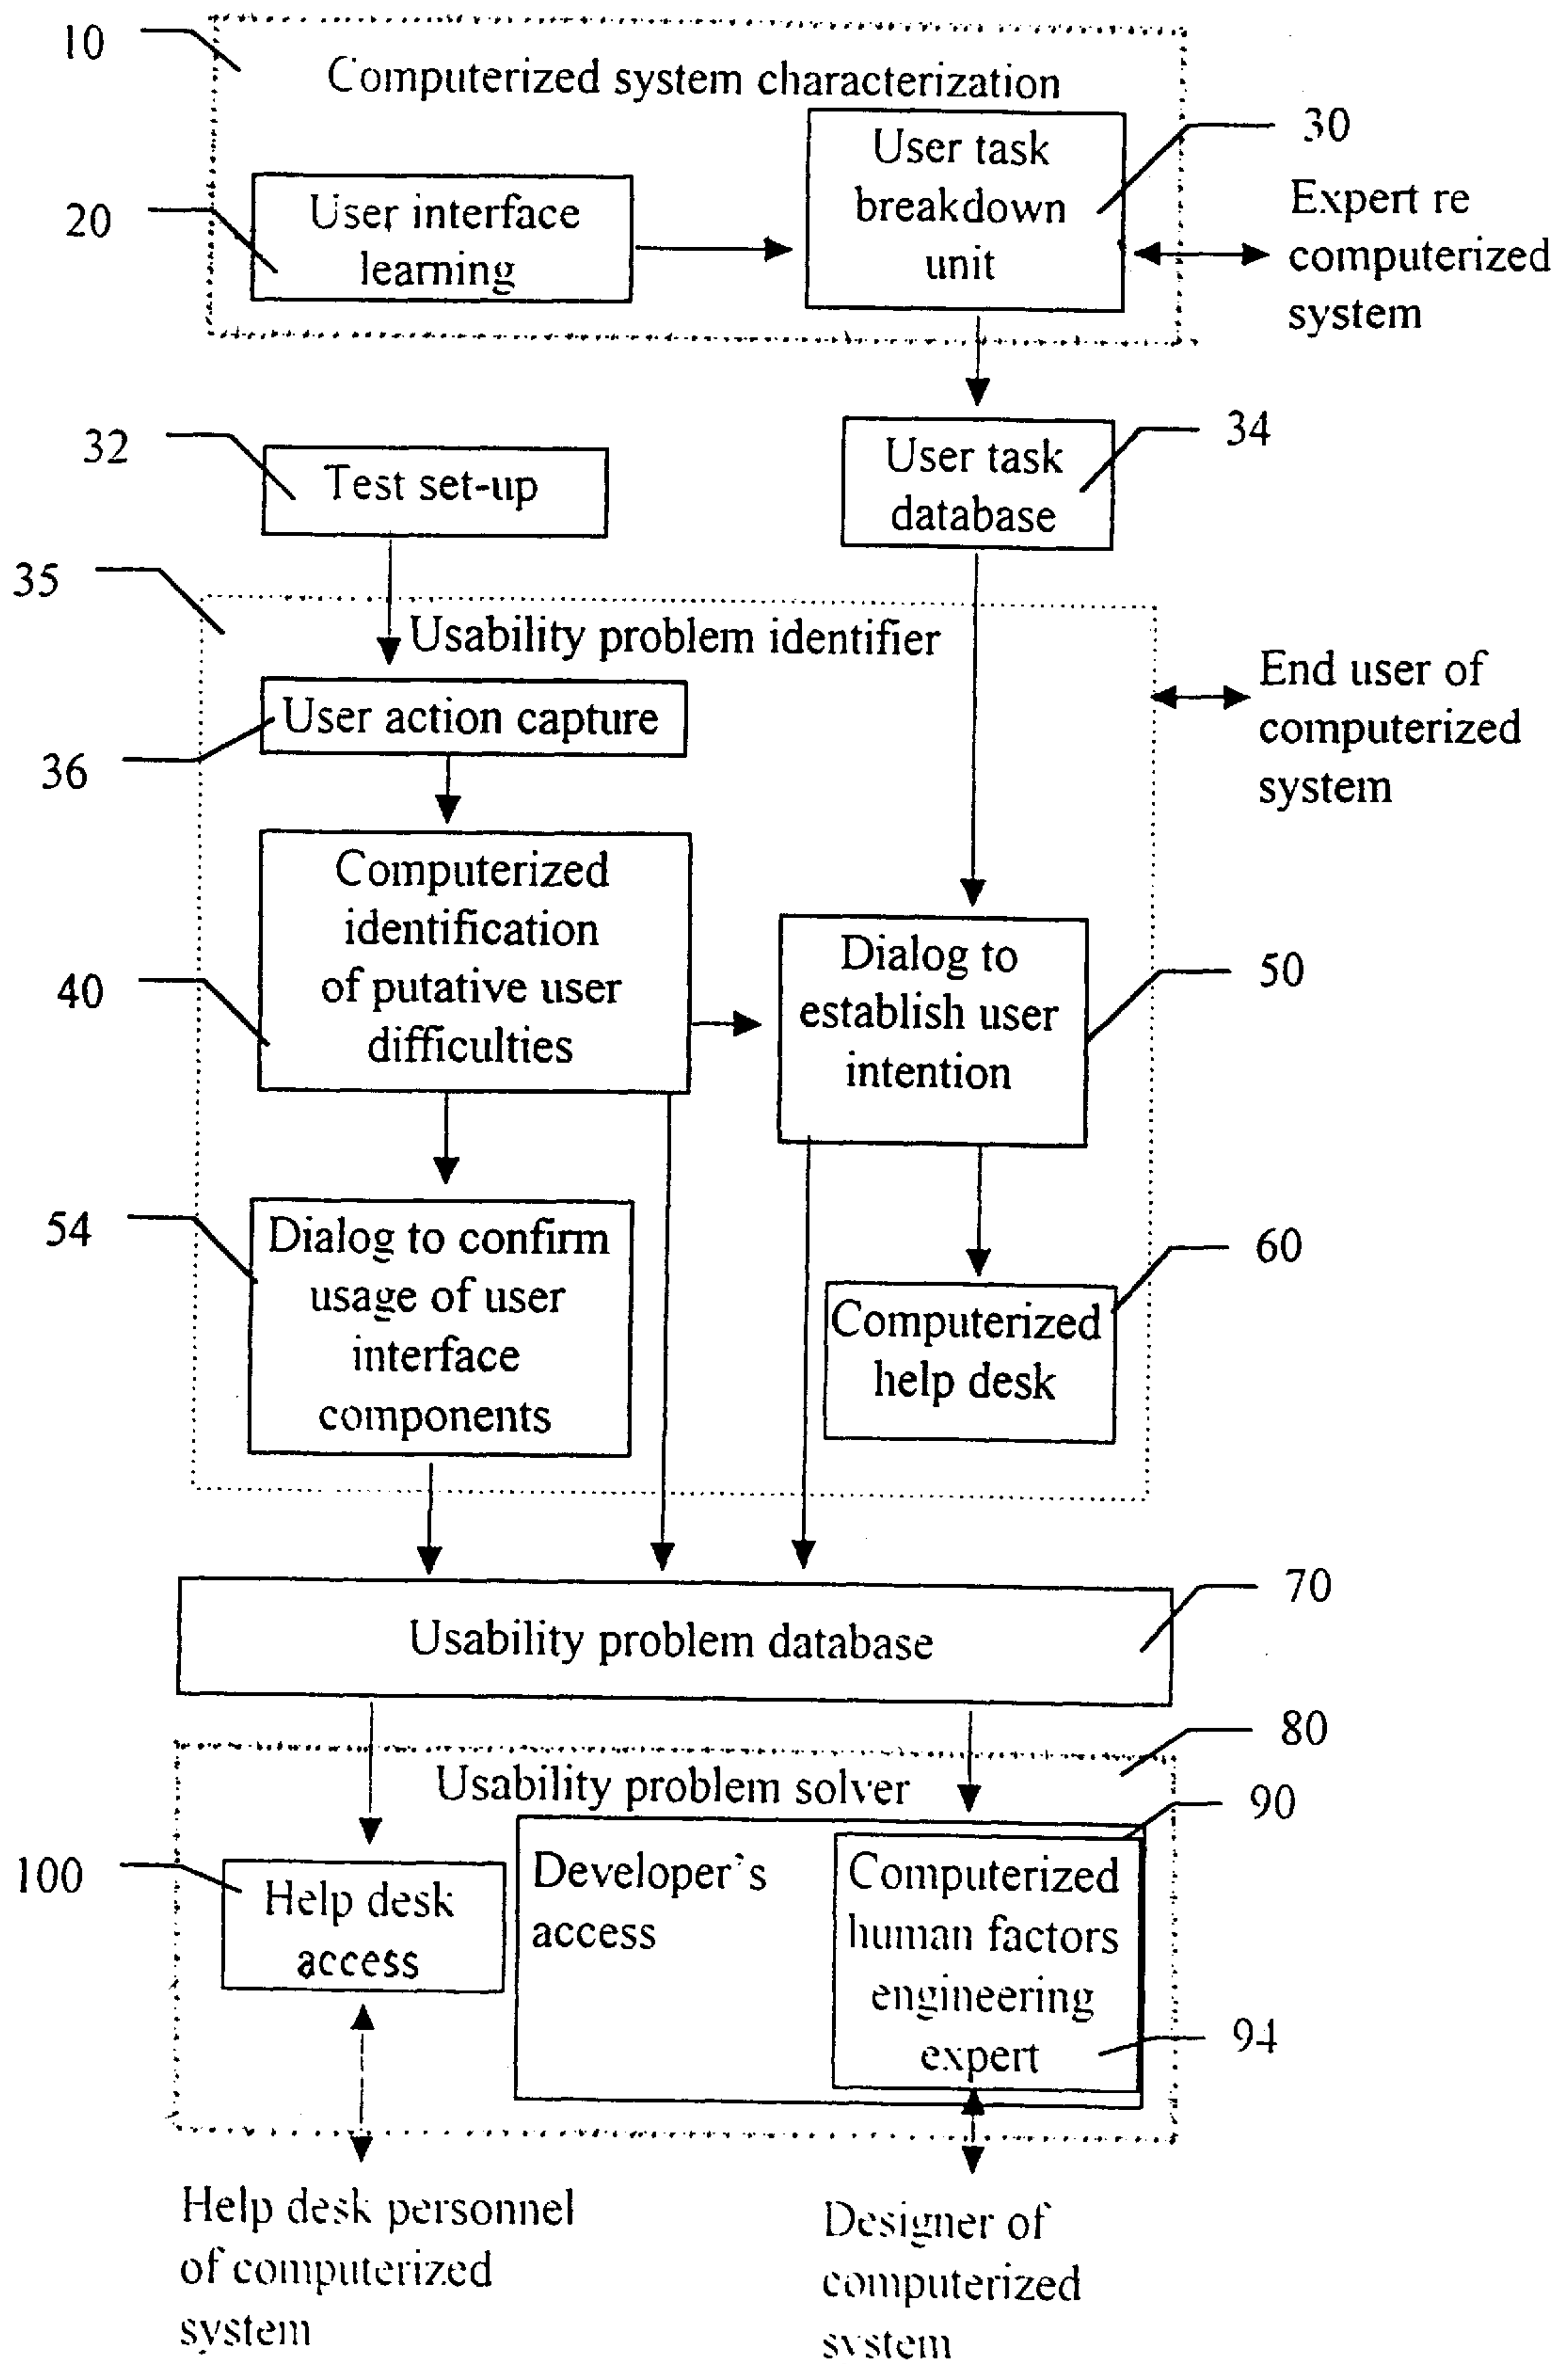 10
Computerized system characterization
User task
breakdown
unit
30
20
User interface
learning
Expert re
computerized
system
32
Test set-up
User task
database
34
35
Usability problem identifier
User action capture
36
End user of
computerized
system
Computerized
identification
of putative user
difficulties
40
Dialog to
establish user
intention
50
54
Dialog to confirm
usage of user
interface
components
60
Computerized
help desk
70
Usability problem database
80
Usability problem solver
90
100
Help desk
access
Developer's
access
Computerized
human factors
engineering
expert
94
Help desk personnel
of computerized
system
Designer of
computerized
system